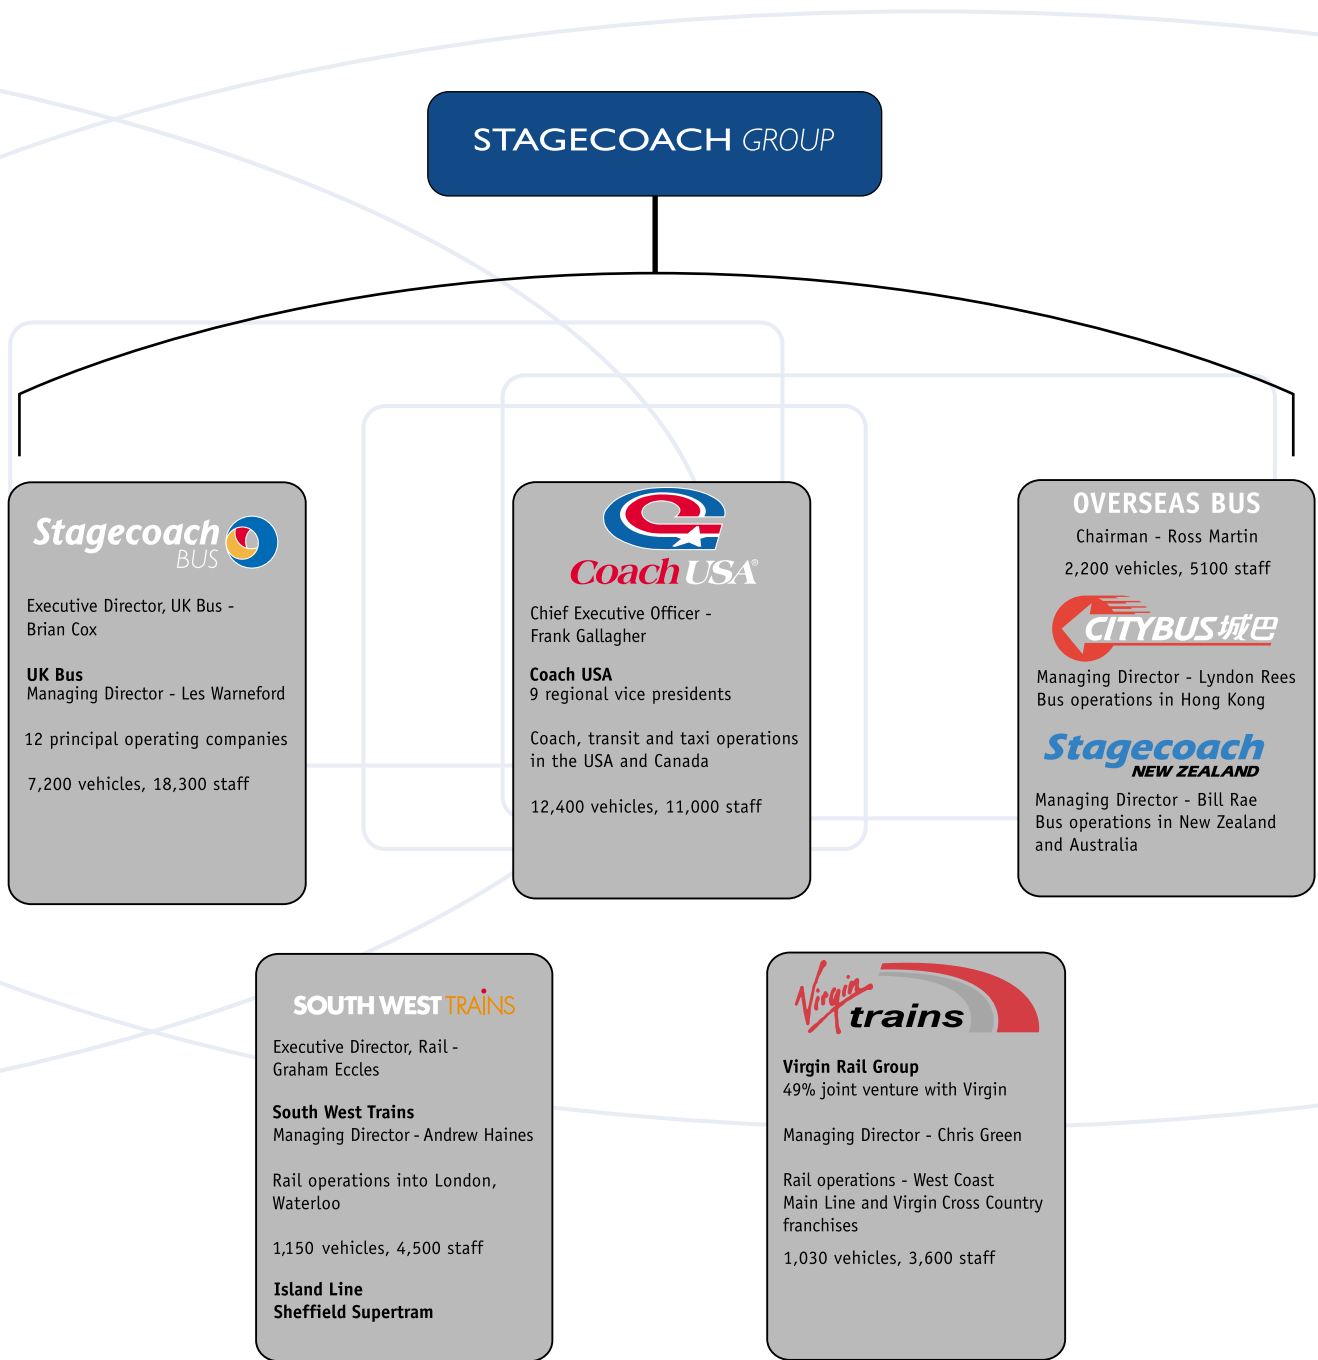 STAGECOACH GROUP
Stagecoach
BUS
Executive Director, UK Bus -
Brian Cox
UK Bus
Managing Director - Les Warneford
12 principal operating companies
7,200 vehicles, 18,300 staff
Coach USA®
Chief Executive Officer -
Frank Gallagher
Coach USA
9 regional vice presidents
Coach, transit and taxi operations
in the USA and Canada
12,400 vehicles, 11,000 staff
OVERSEAS BUS
Chairman - Ross Martin
2,200 vehicles, 5100 staff
CITYBUS 城巴
Managing Director - Lyndon Rees
Bus operations in Hong Kong
Stagecoach
NEW ZEALAND
Managing Director - Bill Rae
Bus operations in New Zealand
and Australia
SOUTH WEST TRAINS
Executive Director, Rail -
Graham Eccles
South West Trains
Managing Director - Andrew Haines
Rail operations into London,
Waterloo
1,150 vehicles, 4,500 staff
Island Line
Sheffield Supertram
Virgin
trains
Virgin Rail Group
49% joint venture with Virgin
Managing Director - Chris Green
Rail operations - West Coast
Main Line and Virgin Cross Country
franchises
1,030 vehicles, 3,600 staff